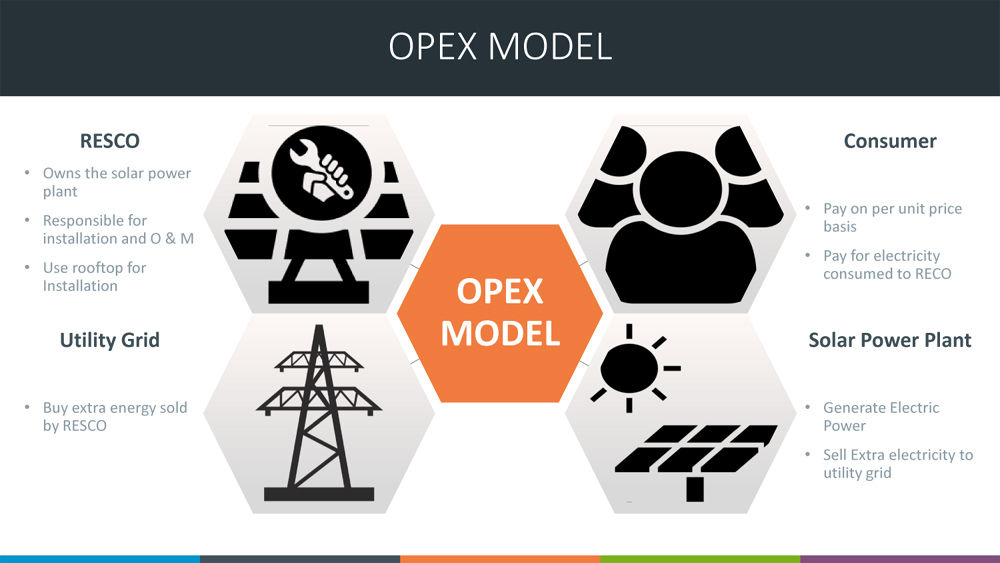 OPEX MODEL
RESCO
• Owns the solar power
plant
• Responsible for
installation and O & M
• Use rooftop for
Installation
Consumer
• Pay on per unit price
basis
• Pay for electricity
consumed to RECO
OPEX
MODEL
Utility Grid
• Buy extra energy sold
by RESCO
Solar Power Plant
• Generate Electric
Power
• Sell Extra electricity to
utility grid